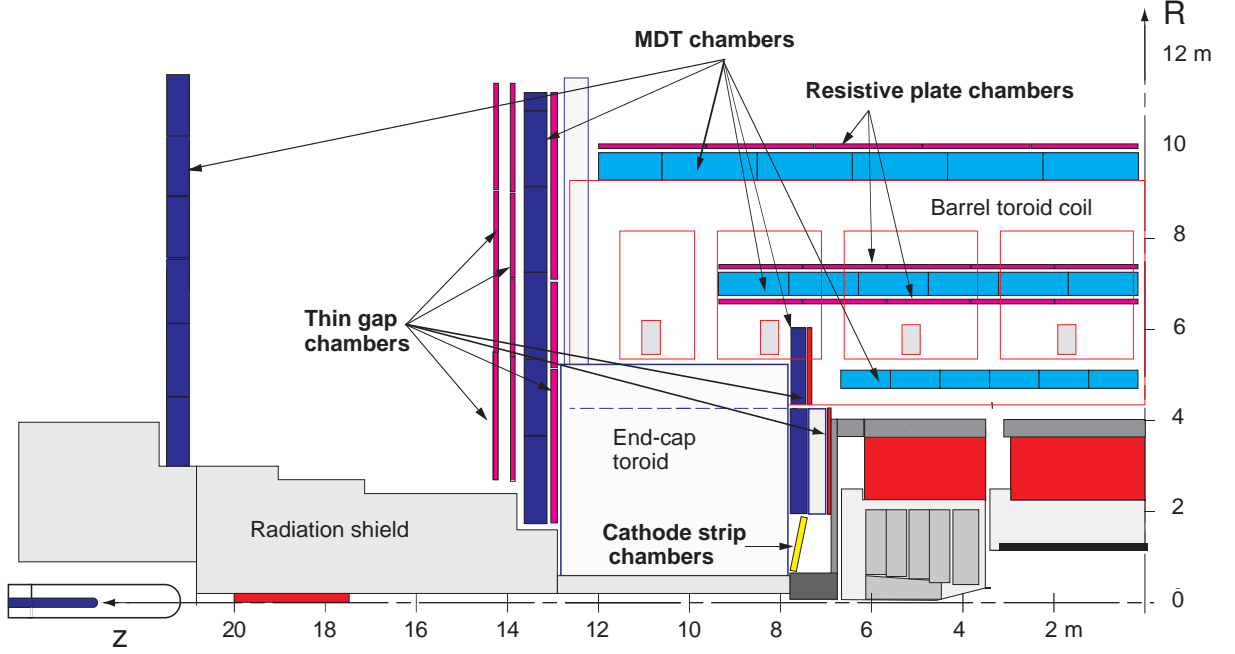 R
12 m
MDT chambers
Resistive plate chambers
10
Barrel toroid coil
8
Thin gap
chambers
6
4
End-cap
toroid
2
Radiation shield
Cathode strip
chambers
0
20
18
16
14
12
10
8
6
4
2 m
Z